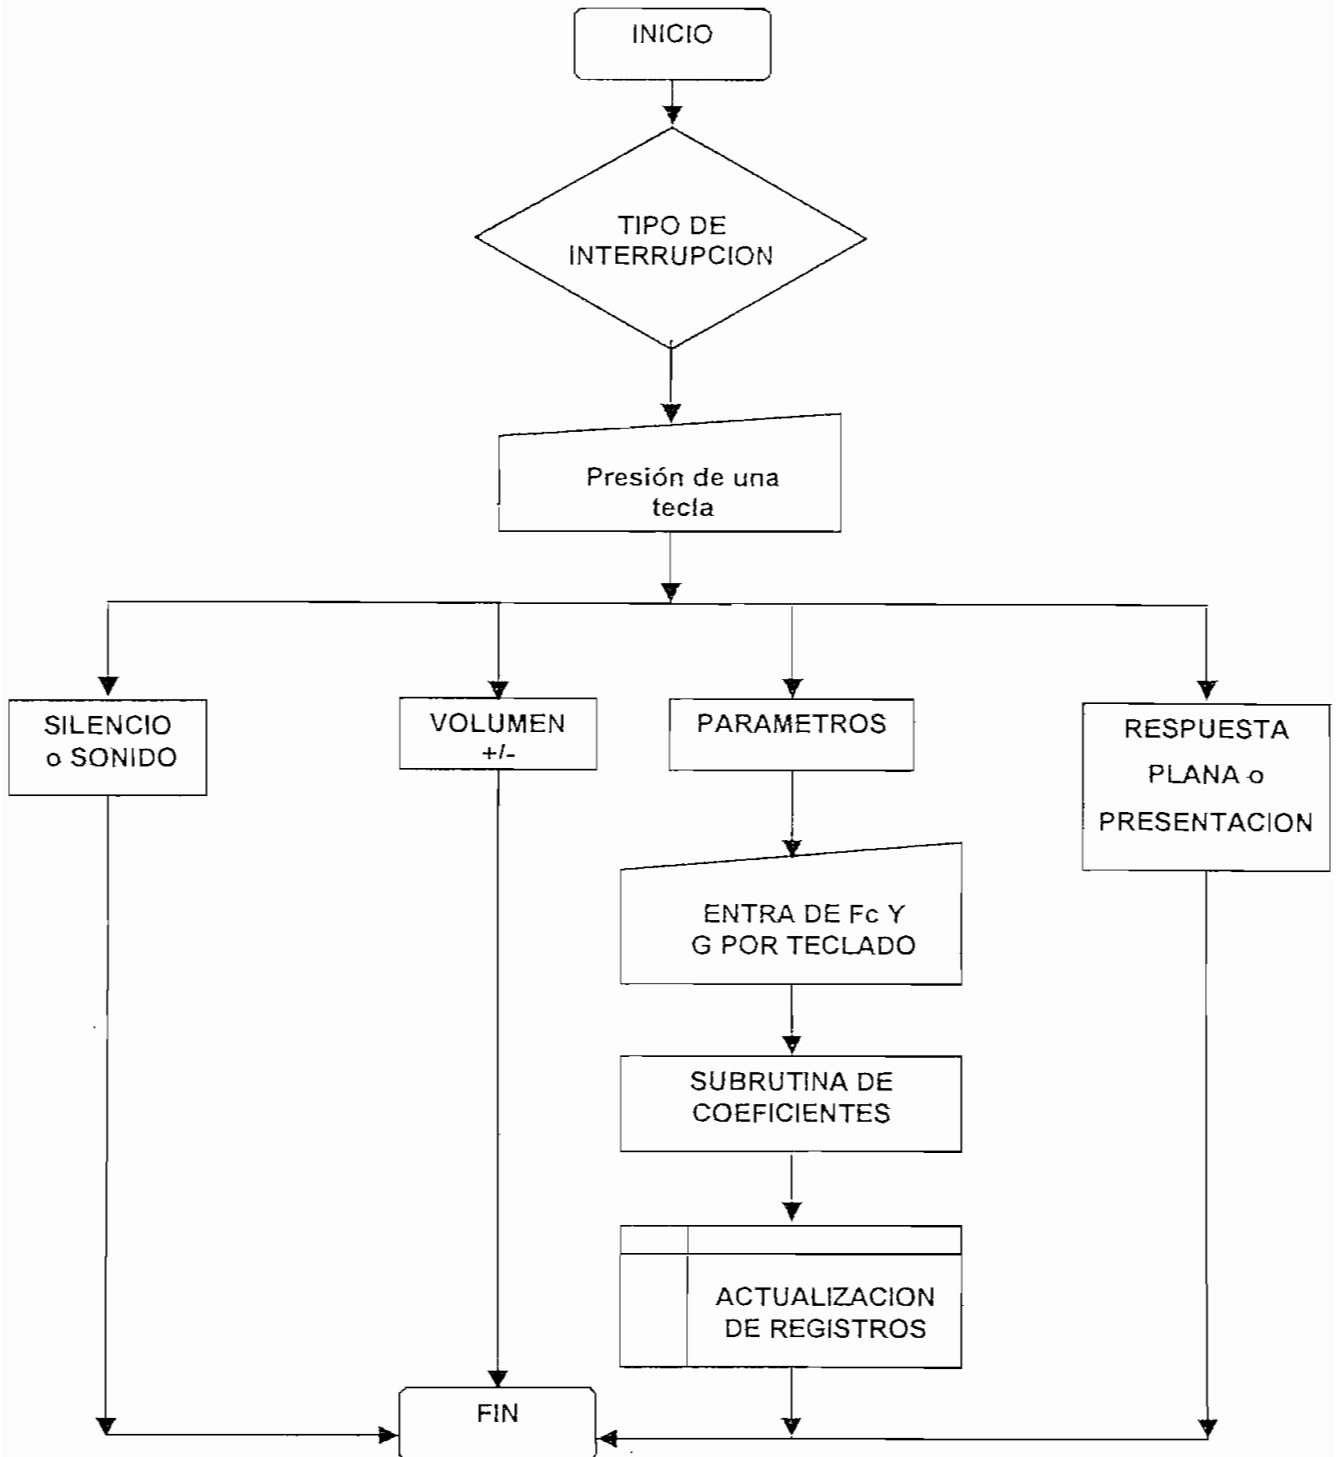 INICIO
TIPO DE
INTERRUPCION
Presión de una
tecla
SILENCIO
o SONIDO
VOLUMEN
+/-
PARAMETROS
RESPUESTA
PLANA o
PRESENTACION
ENTRA DE Fc Y
G POR TECLADO
SUBRUTINA DE
COEFICIENTES
ACTUALIZACION
DE REGISTROS
FIN